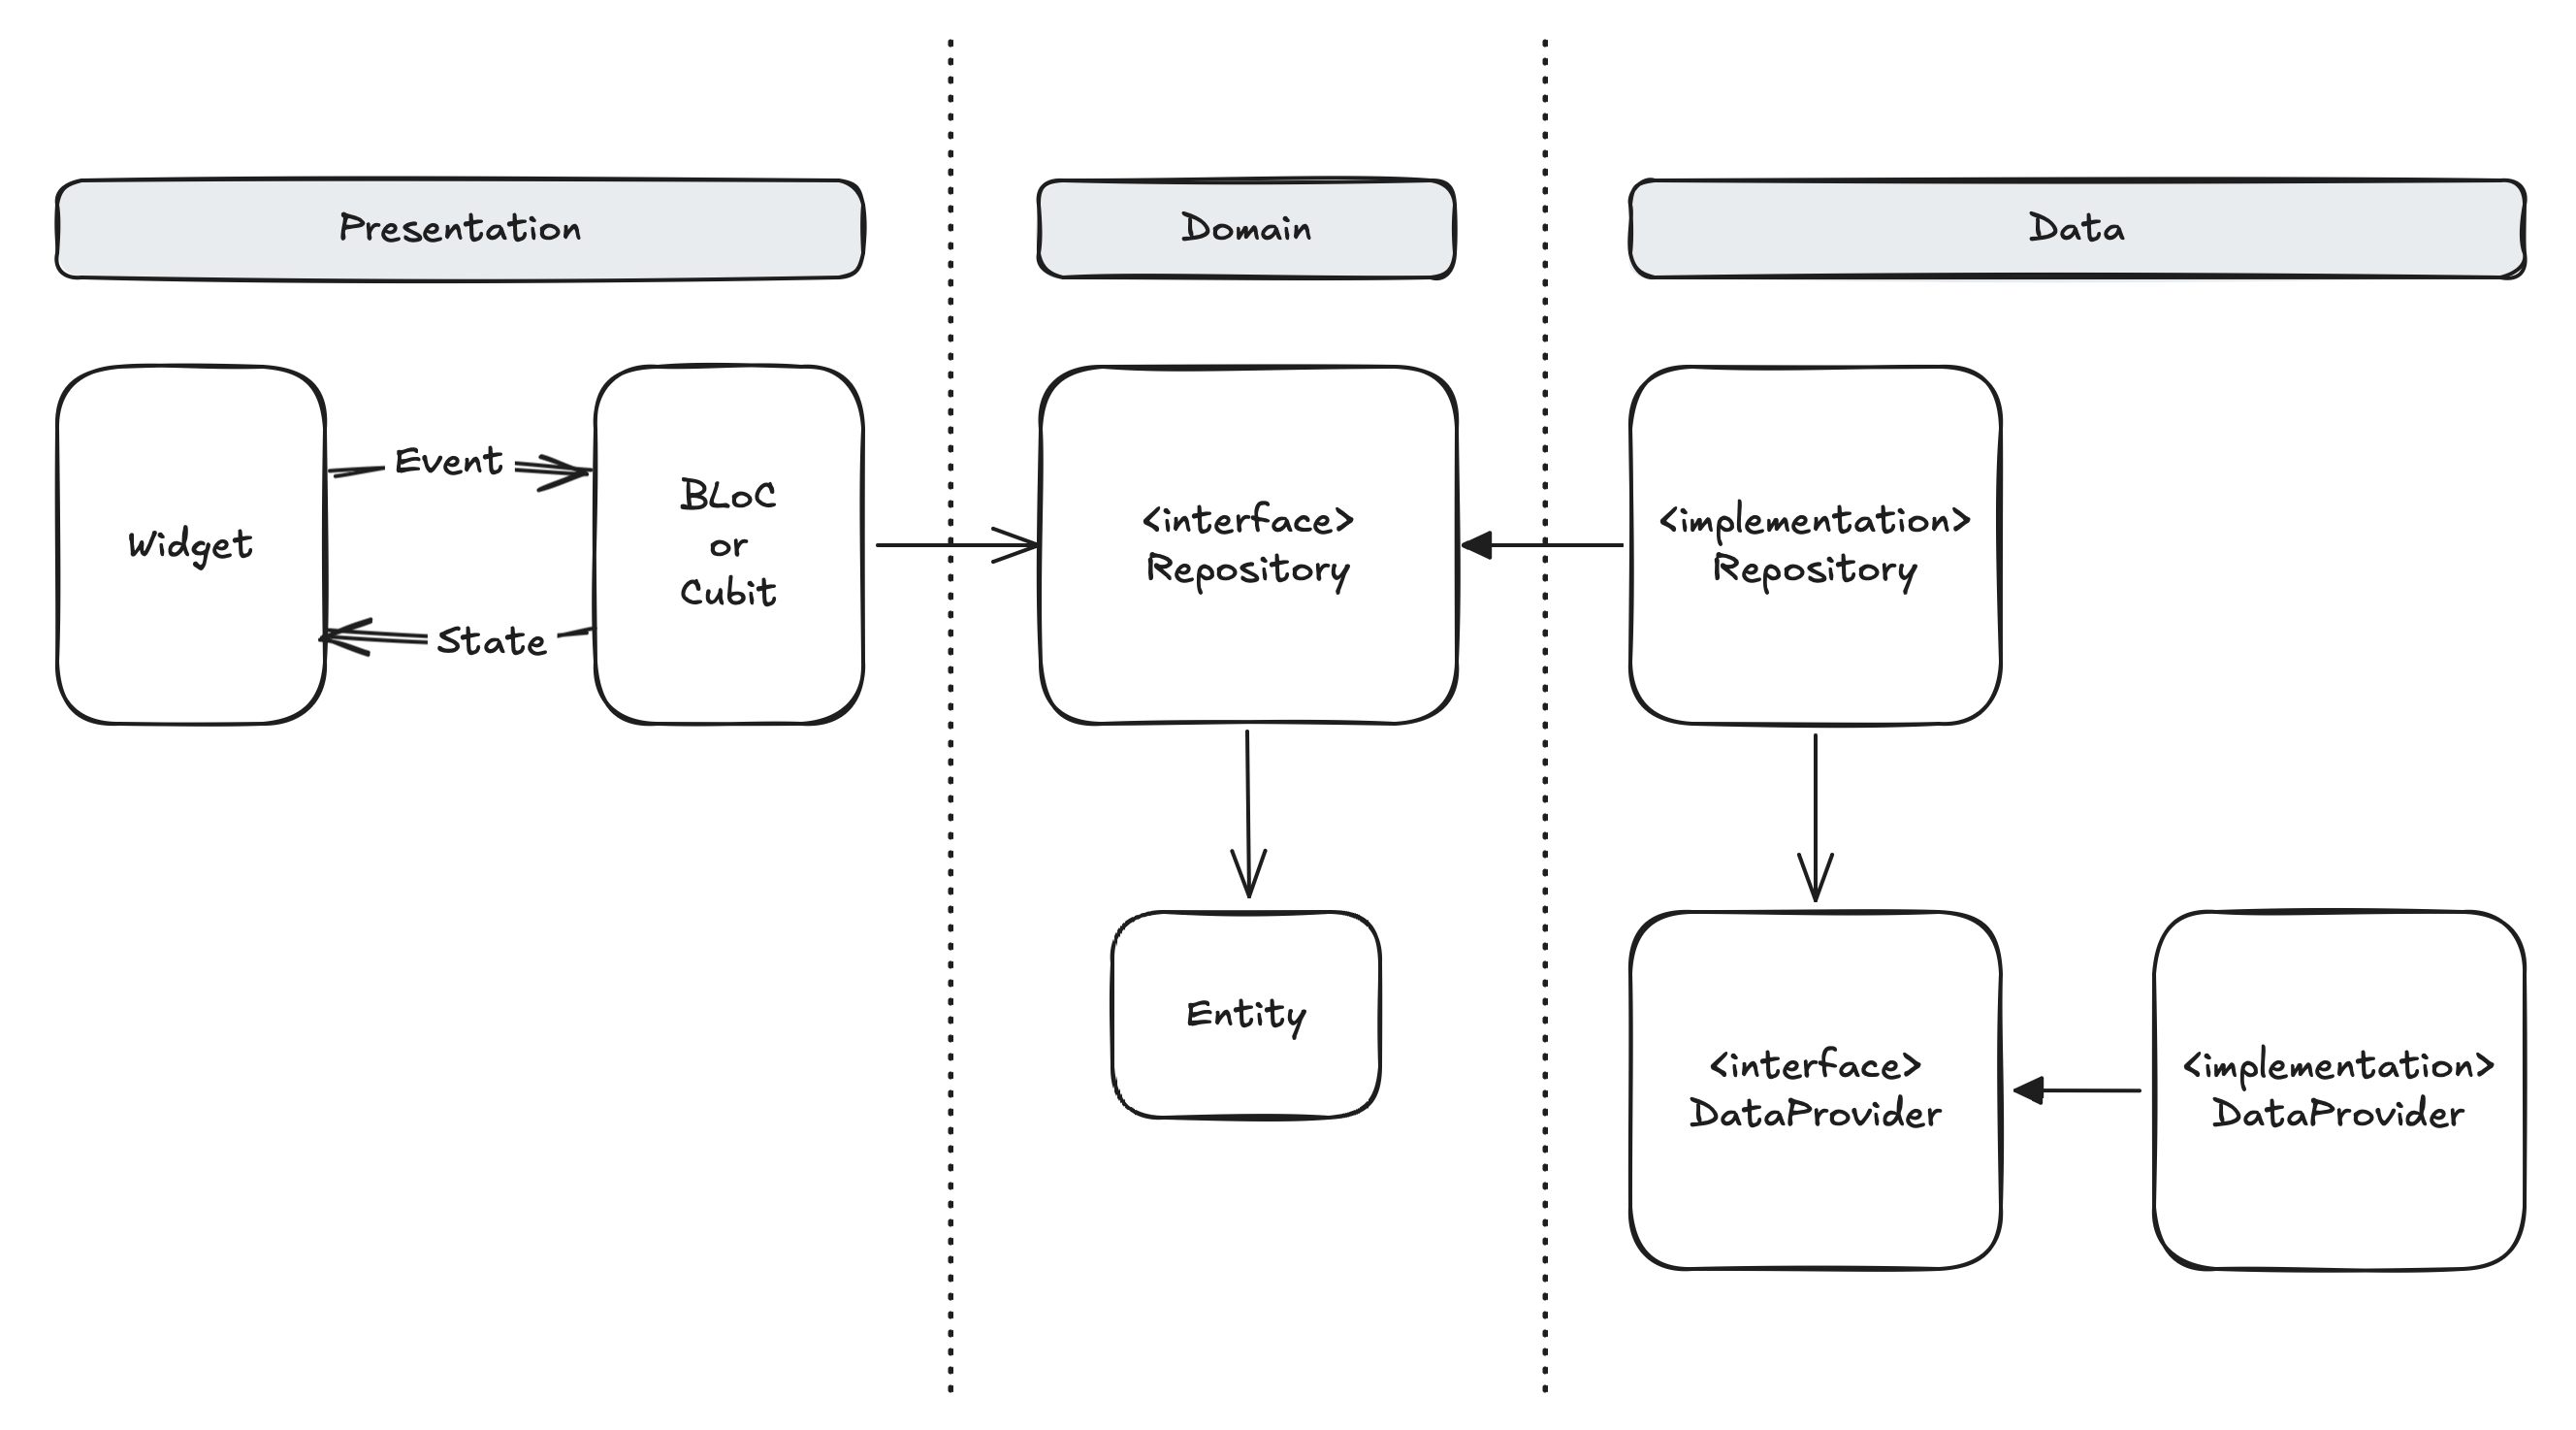 Presentation
Domain
Data
Widget
Event
State
BLoC
or
Cubit
<interface>
Repository
<implementation>
Repository
Entity
<interface>
DataProvider
<implementation>
DataProvider